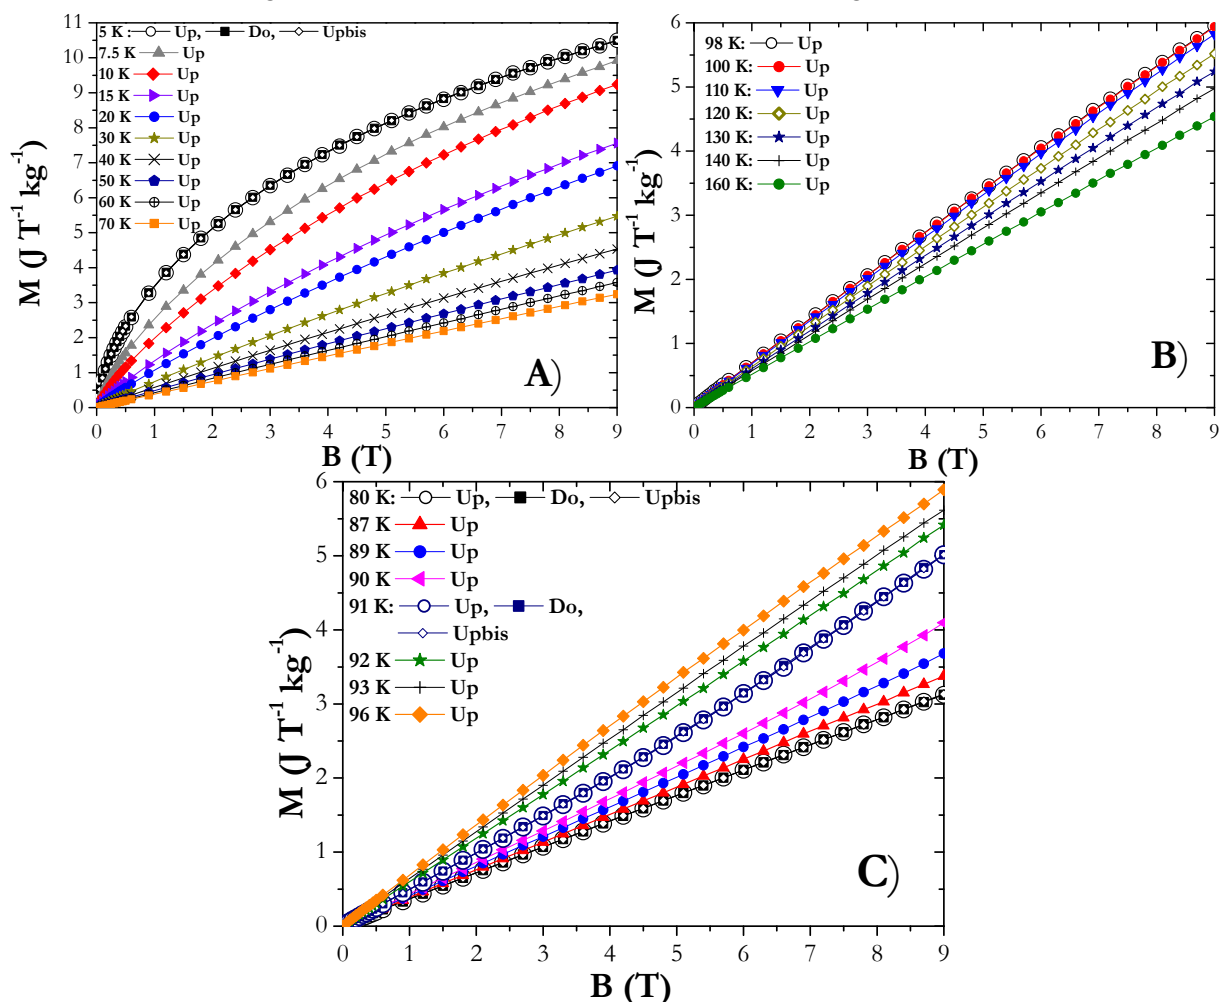 11
10
9
8
7
6
5
4
3
2
1
0
M (J T⁻¹ kg⁻¹)
5 K : Up, Do, Upbis
7.5 K Up
10 K Up
15 K Up
20 K Up
30 K Up
40 K Up
50 K Up
60 K Up
70 K Up
A)
0 1 2 3 4 5 6 7 8 9
B (T)
6
5
4
3
2
1
0
M (J T⁻¹ kg⁻¹)
98 K: Up
100 K: Up
110 K: Up
120 K: Up
130 K: Up
140 K: Up
160 K: Up
B)
0 1 2 3 4 5 6 7 8 9
B (T)
6
5
4
3
2
1
0
M (J T⁻¹ kg⁻¹)
80 K: Up, Do, Upbis
87 K Up
89 K Up
90 K Up
91 K: Up, Do,
Upbis
92 K Up
93 K Up
96 K Up
C)
0 1 2 3 4 5 6 7 8 9
B (T)